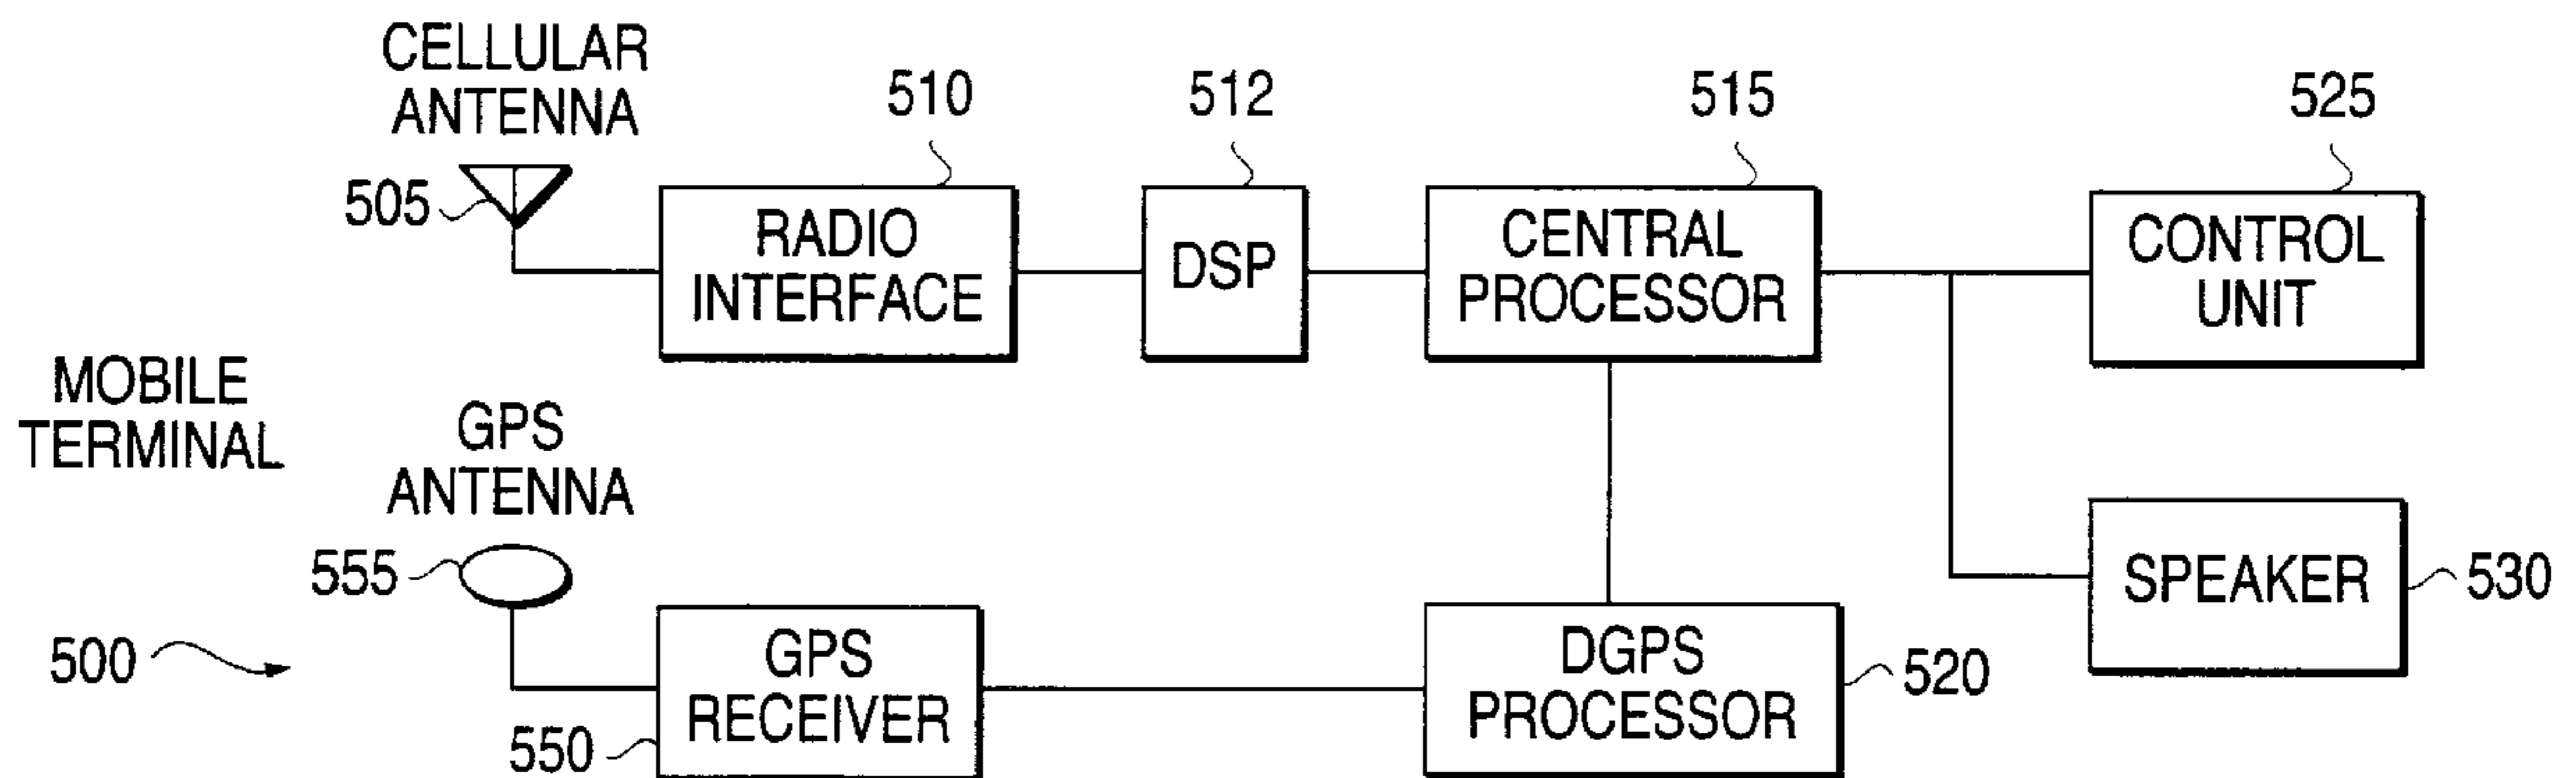 CELLULAR
ANTENNA
505
510
RADIO
INTERFACE
512
DSP
515
CENTRAL
PROCESSOR
525
CONTROL
UNIT
MOBILE
TERMINAL
500
GPS
ANTENNA
555
GPS
RECEIVER
550
DGPS
PROCESSOR
520
SPEAKER
530